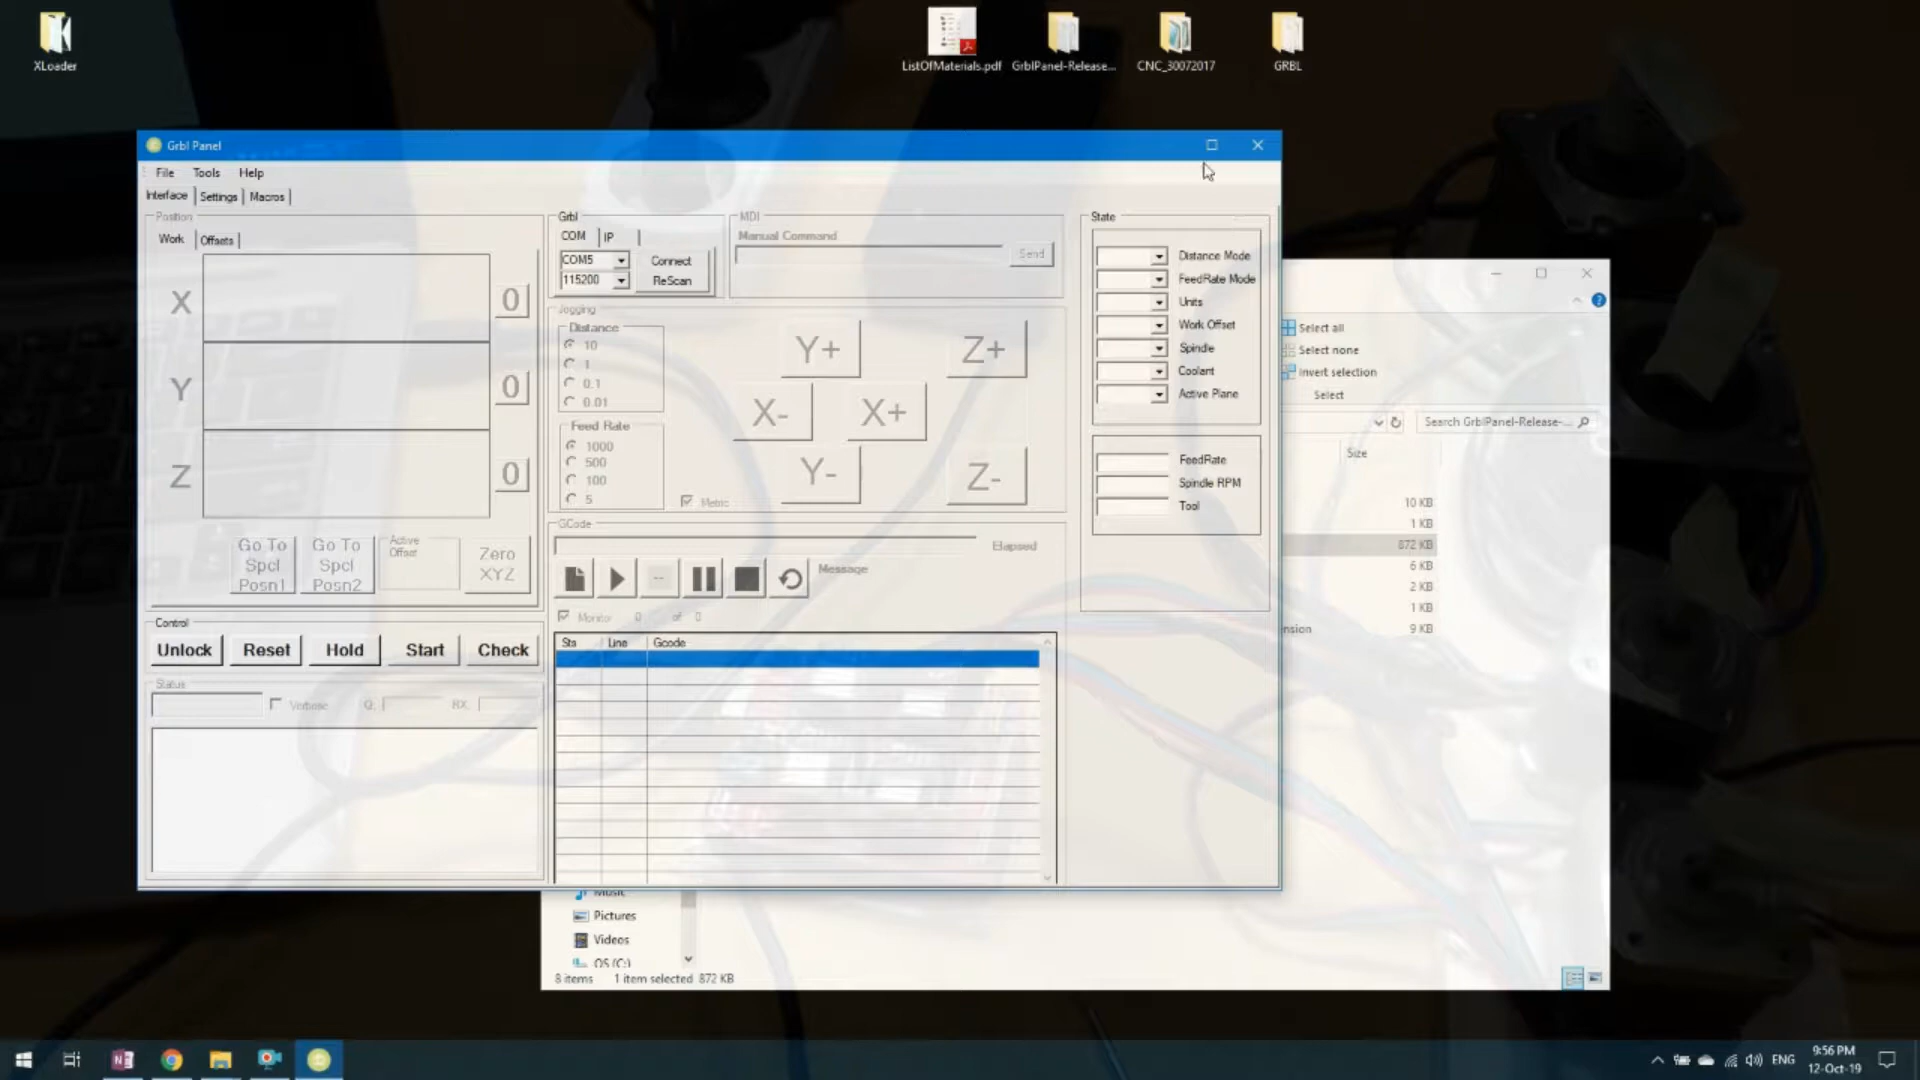 XLoader
ListOfMaterials.pdf
GrblPanel-Release...
CNC_30072017
GRBL
Grbl Panel
File Tools Help
Interface Settings Macros
Position
Work Offsets
X 0
Y 0
Z 0
Go To Spcl Posn1
Go To Spcl Posn2
Active Offset
Zero XYZ
Control
Unlock Reset Hold Start Check
Status
Verbose Q: RX:
Grbl
COM IP
COM5 Connect
115200 ReScan
MDI
Manual Command
Send
Jogging
Distance
10
1
0.1
0.01
Feed Rate
1000
500
100
5
Metric
Y+
Z+
X- X+
Y-
Z-
GCode
Elapsed
--
Message
Monitor 0 of 0
Sta Line Gcode
State
Distance Mode
FeedRate Mode
Units
Work Offset
Spindle
Coolant
Active Plane
FeedRate
Spindle RPM
Tool
Select all
Select none
Invert selection
Select
Search GrblPanel-Release-...
Size
10 KB
1 KB
872 KB
6 KB
2 KB
1 KB
nsion 9 KB
Music
Pictures
Videos
OS (C:)
8 items 1 item selected 872 KB
ENG
9:56 PM
12-Oct-19